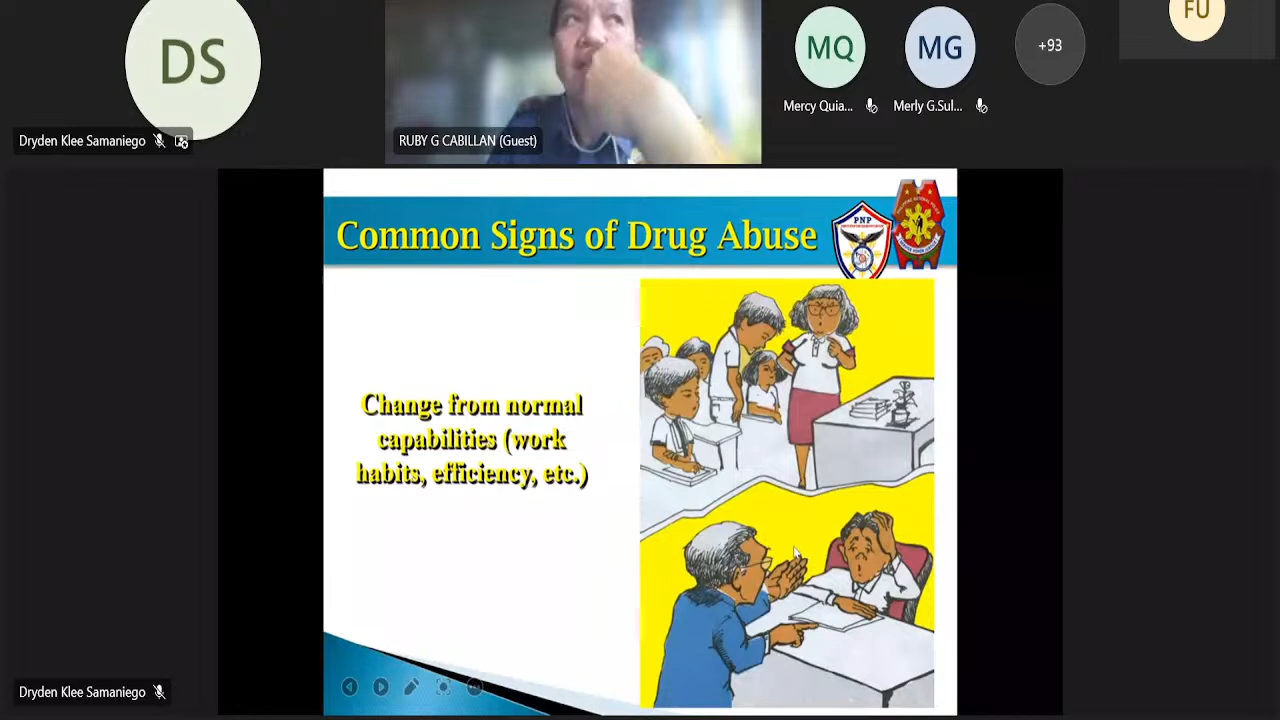 DS
MQ
MG
+93
FU
Mercy Quia...
Merly G.Sul...
Dryden Klee Samaniego
RUBY G CABILLAN (Guest)
Common Signs of Drug Abuse
PNP
Change from normal
capabilities (work
habits, efficiency, etc.)
Dryden Klee Samaniego